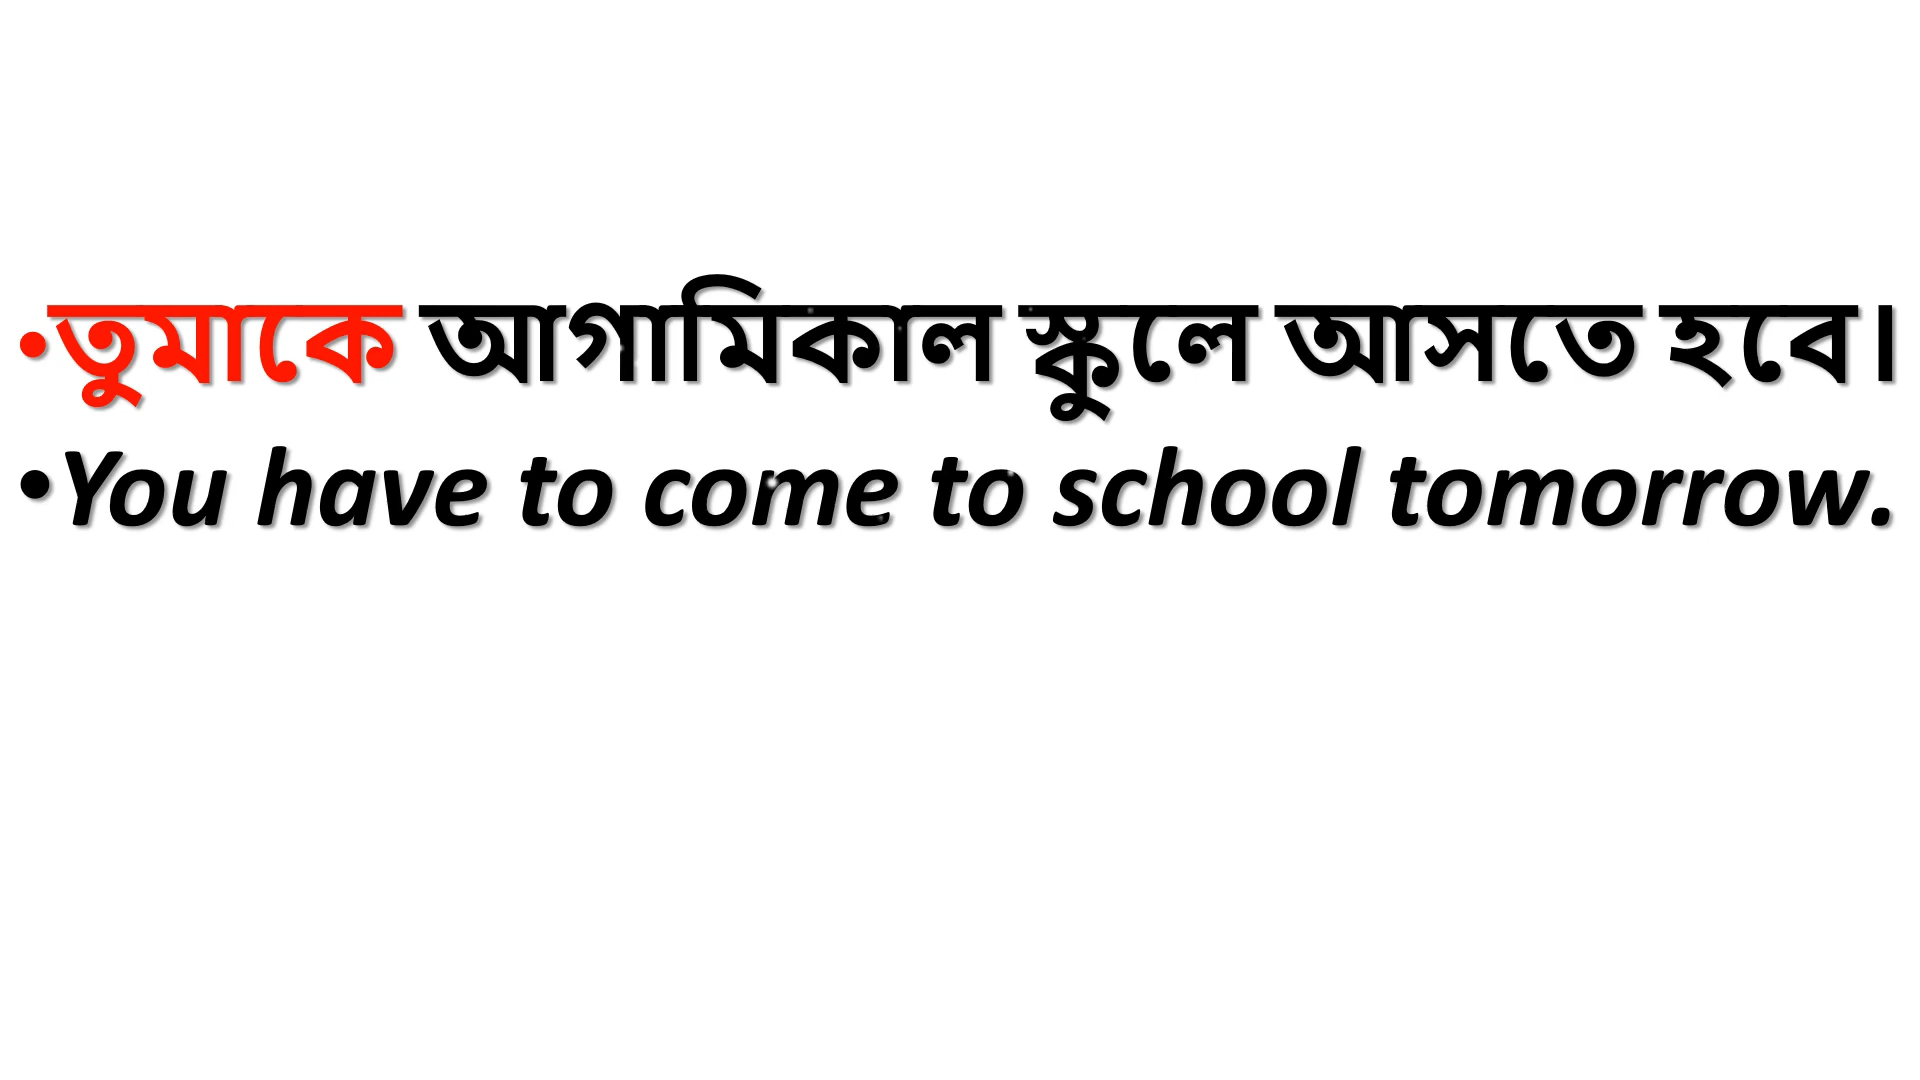 •তুমাকে আগামিকাল স্কুলে আসতে হবে।
•You have to come to school tomorrow.